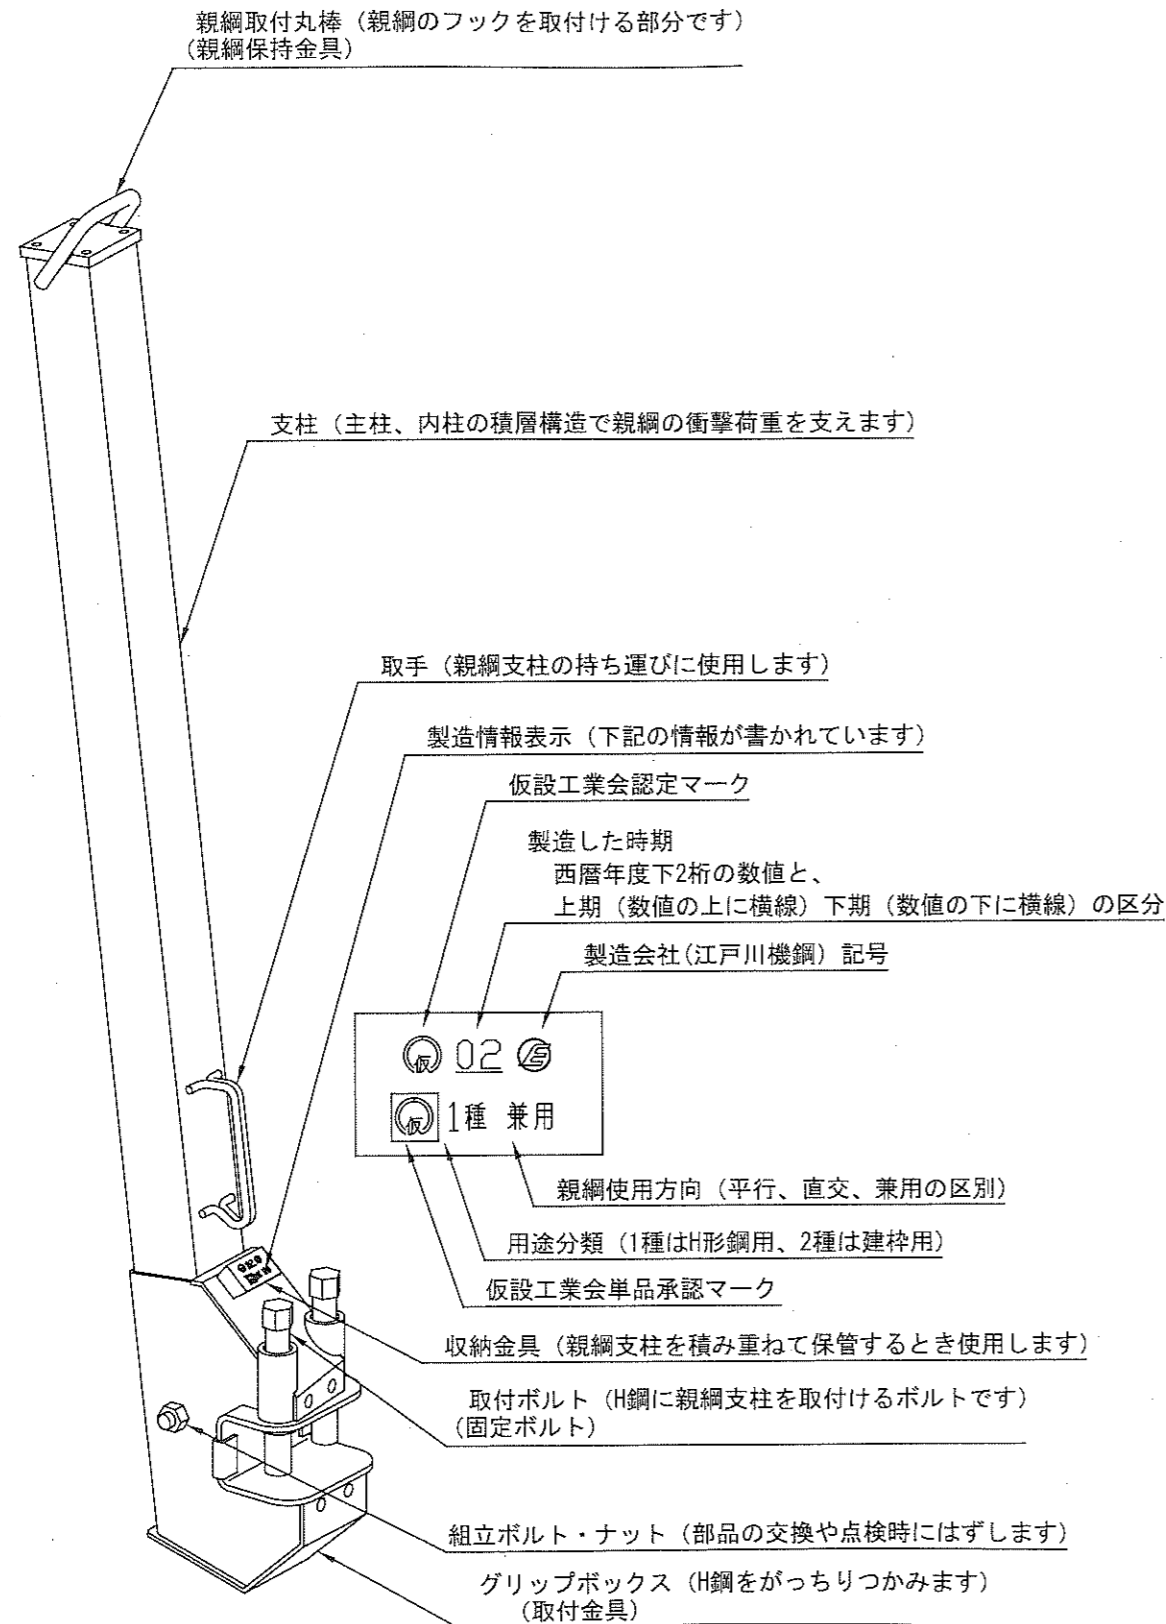 親綱取付丸棒（親綱のフックを取付ける部分です）
（親綱保持金具）
支柱（主柱、内柱の積層構造で親綱の衝撃荷重を支えます）
取手（親綱支柱の持ち運びに使用します）
製造情報表示（下記の情報が書かれています）
仮設工業会認定マーク
製造した時期
西暦年度下2桁の数値と、
上期（数値の上に横線）下期（数値の下に横線）の区分
製造会社(江戸川機鋼）記号
仮 02
仮 1種 兼用
親綱使用方向（平行、直交、兼用の区別）
用途分類（1種はH形鋼用、2種は建枠用）
仮設工業会単品承認マーク
収納金具（親綱支柱を積み重ねて保管するとき使用します）
取付ボルト（H鋼に親綱支柱を取付けるボルトです）
（固定ボルト）
組立ボルト・ナット（部品の交換や点検時にはずします）
グリップボックス（H鋼をがっちりつかみます）
（取付金具）